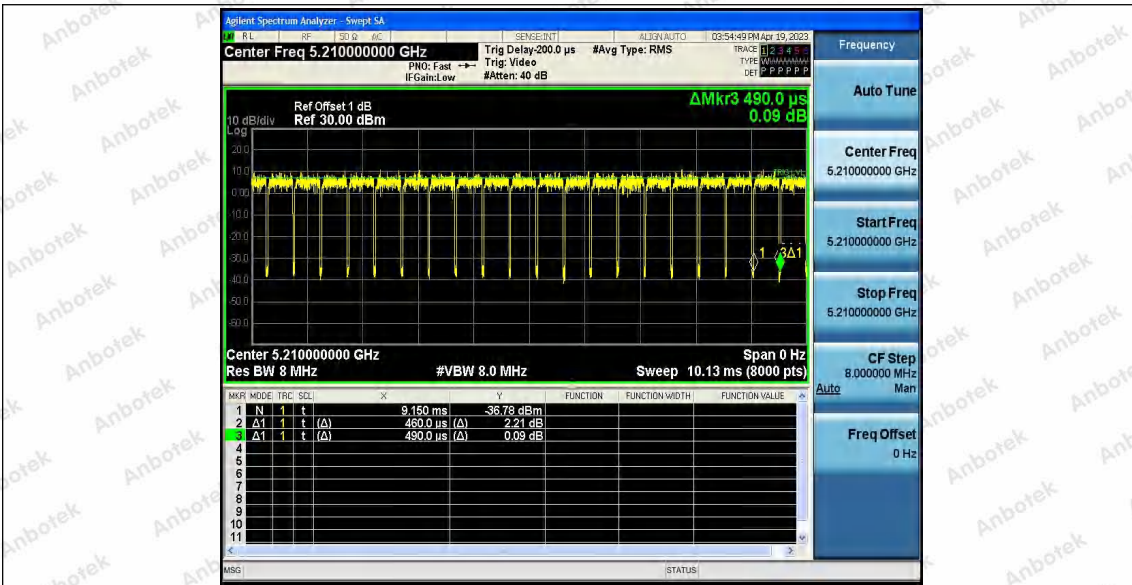 Agilent Spectrum Analyzer - Swept SA
RL RF 50 Ω AC SENSE:INT ALIGN AUTO 03:54:49 PM Apr 19, 2023
Center Freq 5.210000000 GHz
PNO: Fast
IFGain:Low
Trig Delay-200.0 µs
Trig: Video
#Atten: 40 dB
#Avg Type: RMS
TRACE 1 2 3 4 5 6
TYPE
DET P P P P P P
ΔMkr3 490.0 µs
0.09 dB
Ref Offset 1 dB
10 dB/div Ref 30.00 dBm
Log
20.0
10.0
0.00
-10.0
-20.0
-30.0
-40.0
-50.0
-60.0
1 3Δ1
Center 5.210000000 GHz Span 0 Hz
Res BW 8 MHz #VBW 8.0 MHz Sweep 10.13 ms (8000 pts)
MKR MODE TRC SCL X Y FUNCTION FUNCTION WIDTH FUNCTION VALUE
1 N 1 t 9.150 ms -36.78 dBm
2 Δ1 1 t (Δ) 460.0 µs (Δ) 2.21 dB
3 Δ1 1 t (Δ) 490.0 µs (Δ) 0.09 dB
4
5
6
7
8
9
10
11
MSG STATUS
Frequency
Auto Tune
Center Freq
5.210000000 GHz
Start Freq
5.210000000 GHz
Stop Freq
5.210000000 GHz
CF Step
8.000000 MHz
Auto Man
Freq Offset
0 Hz
Anbotek